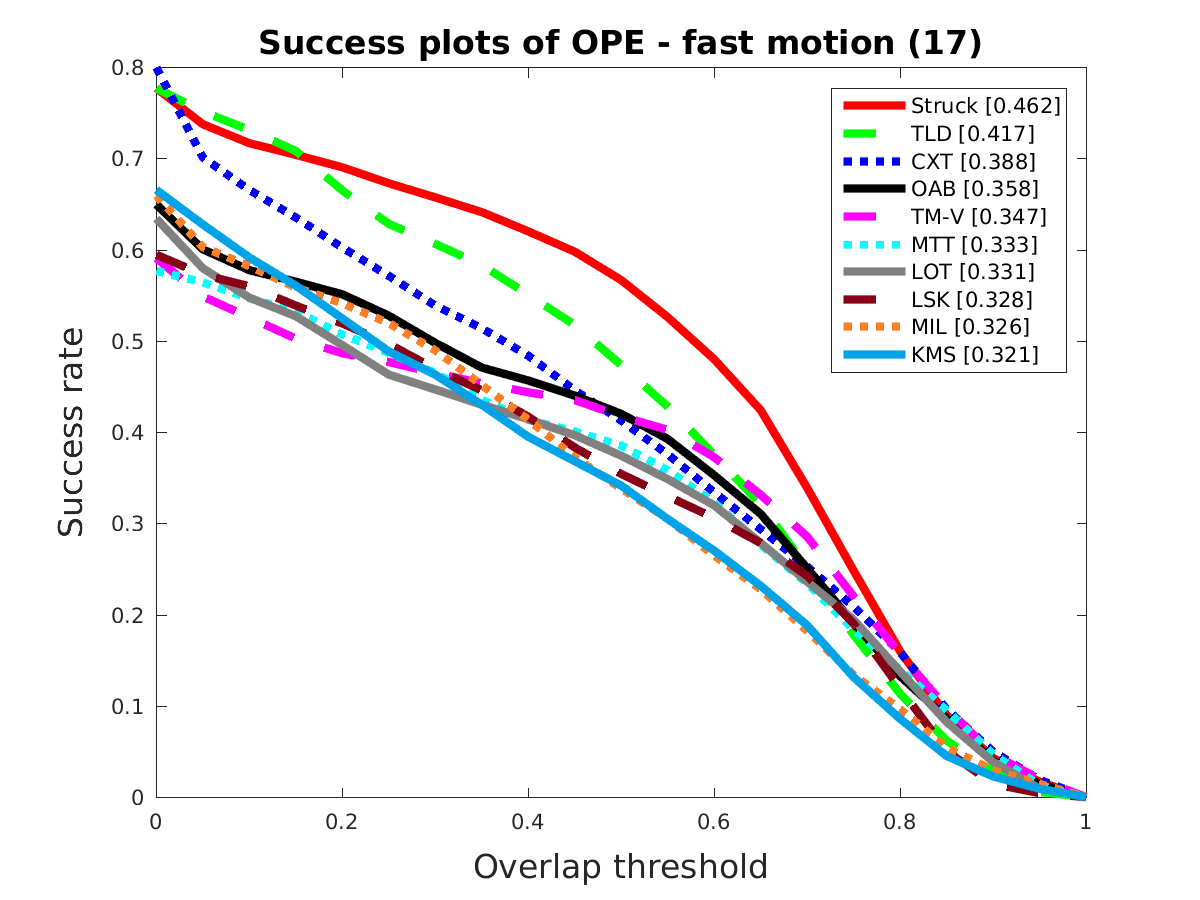 Success plots of OPE - fast motion (17)
0.8
0.7
0.6
0.5
0.4
0.3
0.2
0.1
0
Success rate
Struck [0.462]
TLD [0.417]
CXT [0.388]
OAB [0.358]
TM-V [0.347]
MTT [0.333]
LOT [0.331]
LSK [0.328]
MIL [0.326]
KMS [0.321]
0 0.2 0.4 0.6 0.8 1
Overlap threshold